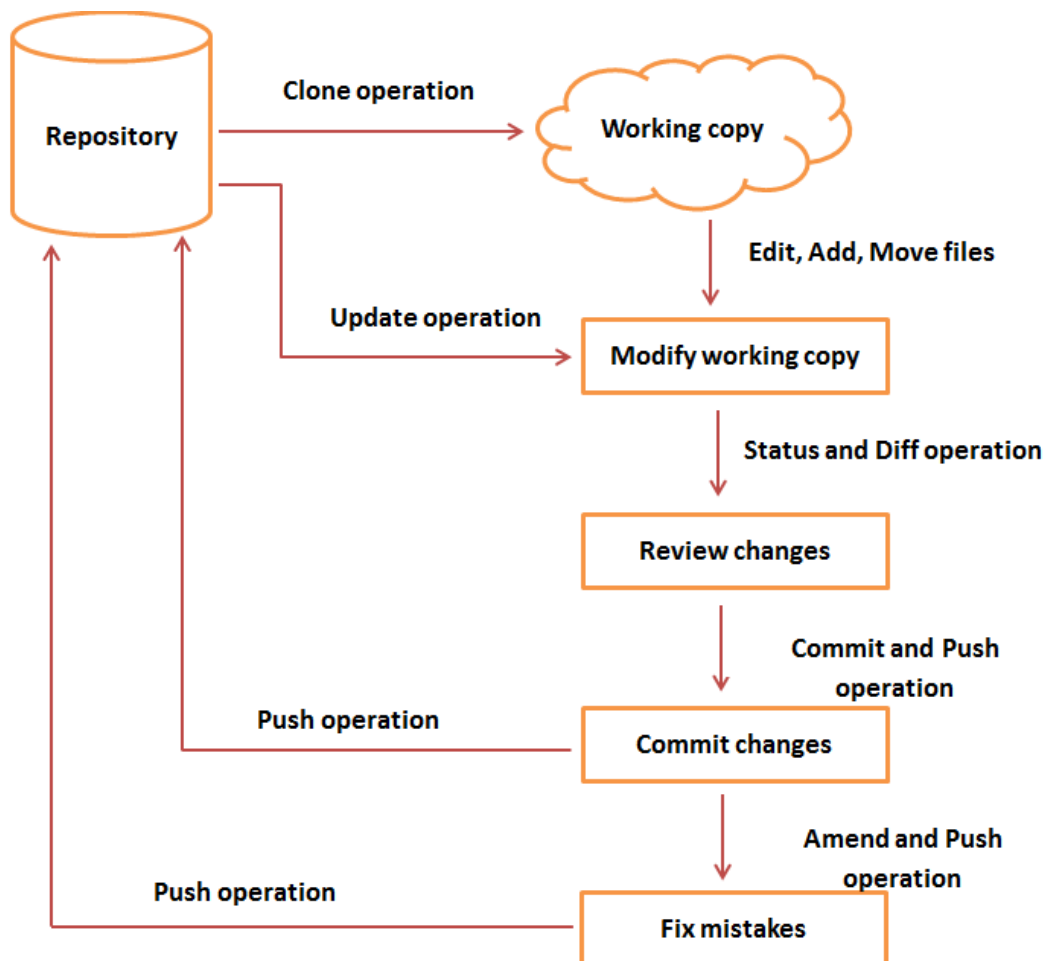 Clone operation
Repository
Working copy
Edit, Add, Move files
Update operation
Modify working copy
Status and Diff operation
Review changes
Commit and Push
operation
Push operation
Commit changes
Amend and Push
operation
Push operation
Fix mistakes